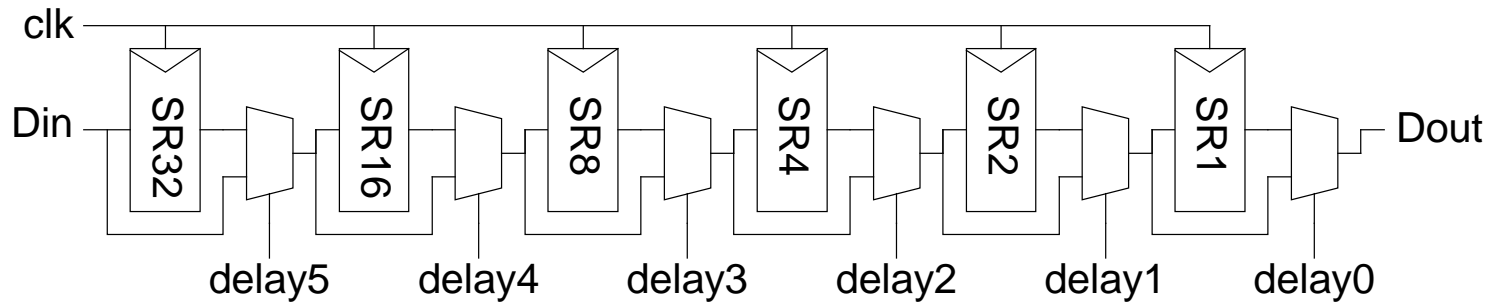 clk
Din
SR32
SR16
SR8
SR4
SR2
SR1
Dout
delay5
delay4
delay3
delay2
delay1
delay0